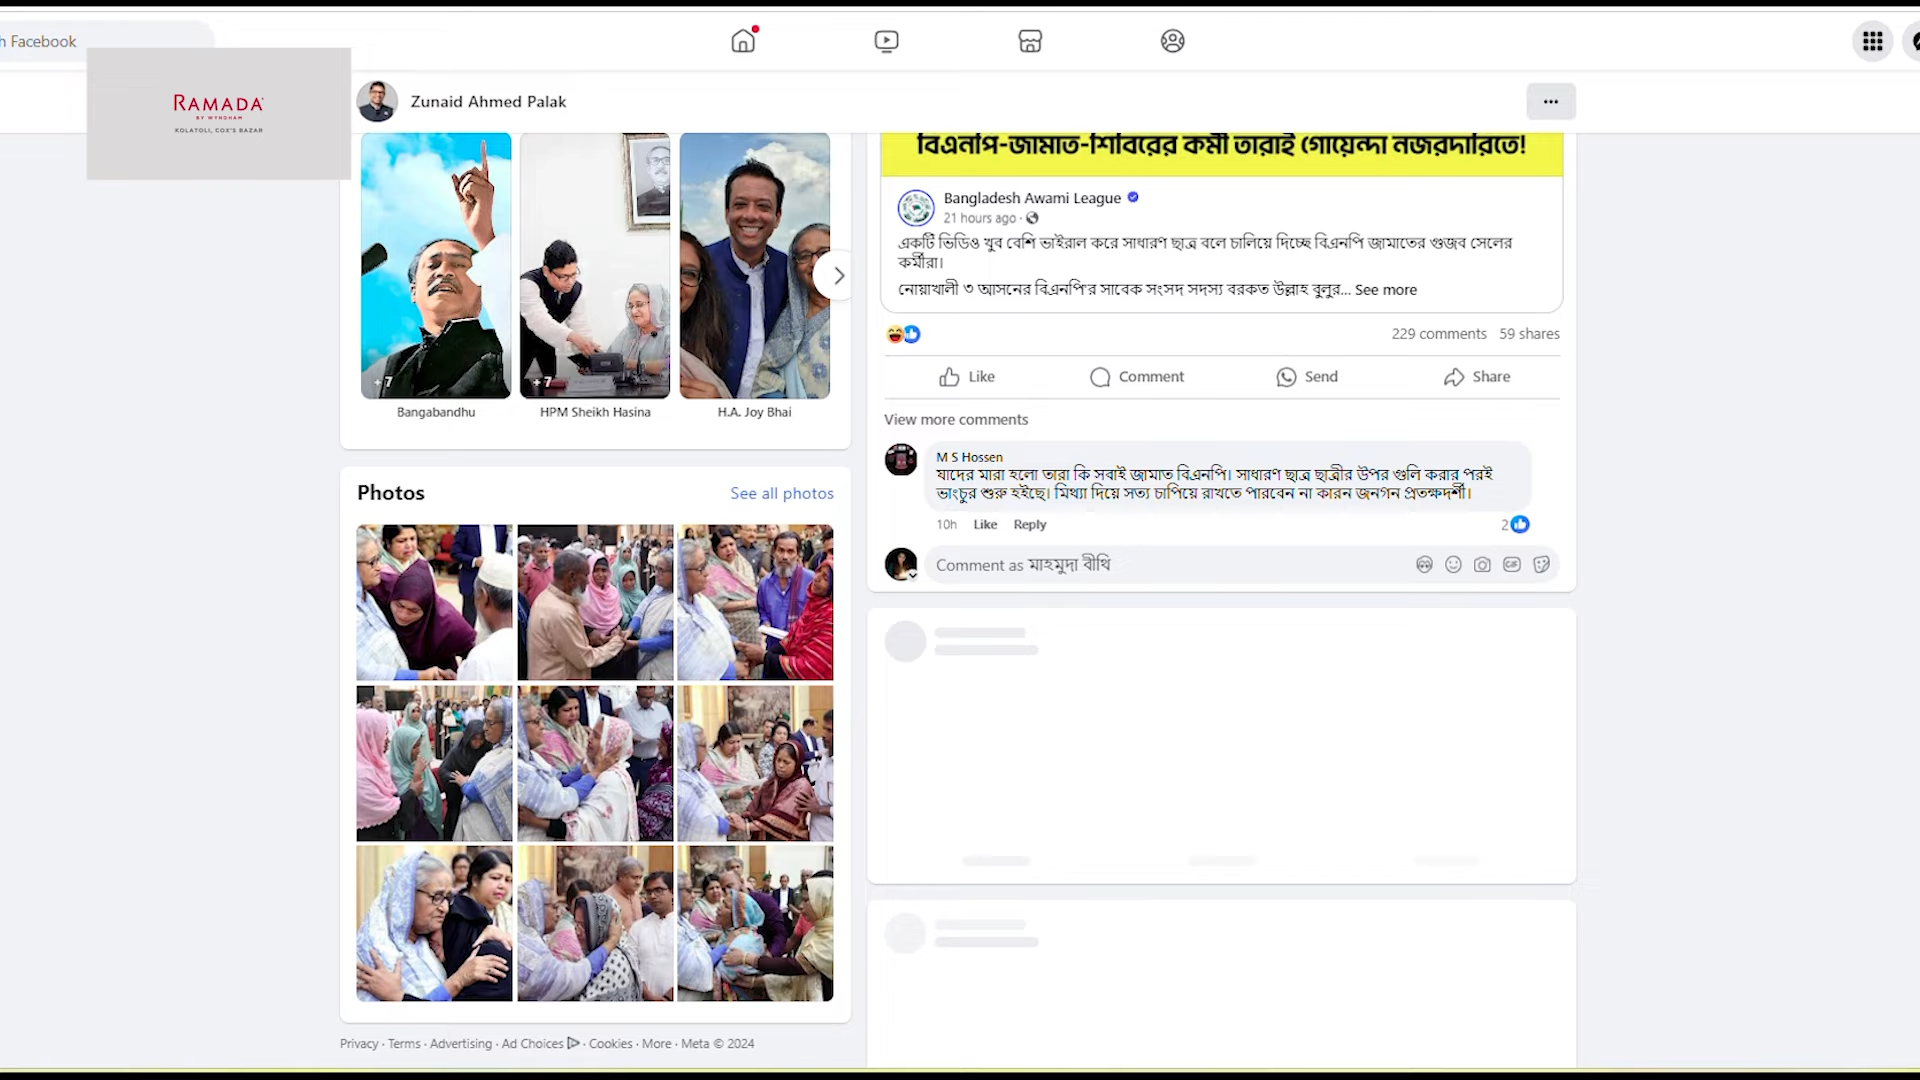 h Facebook
RAMADA
BY WYNDHAM
KOLATOLI, COX'S BAZAR
Zunaid Ahmed Palak
...
+7
Bangabandhu
+7
HPM Sheikh Hasina
H.A. Joy Bhai
Photos
See all photos
Privacy · Terms · Advertising · Ad Choices · Cookies · More · Meta © 2024
বিএনপি-জামাত-শিবিরের কর্মী তারাই গোয়েন্দা নজরদারিতে!
Bangladesh Awami League
21 hours ago ·
একটি ভিডিও খুব বেশি ভাইরাল করে সাধারণ ছাত্র বলে চালিয়ে দিচ্ছে বিএনপি জামাতের গুজব সেলের
কর্মীরা।
নোয়াখালী ৩ আসনের বিএনপি'র সাবেক সংসদ সদস্য বরকত উল্লাহ বুলুর... See more
229 comments 59 shares
Like Comment Send Share
View more comments
M S Hossen
যাদের মারা হলো তারা কি সবাই জামাত বিএনপি। সাধারণ ছাত্র ছাত্রীর উপর গুলি করার পরই
ভাংচুর শুরু হইছে। মিথ্যা দিয়ে সত্য চাপিয়ে রাখতে পারবেন না কারন জনগন প্রতক্ষদর্শী।
10h Like Reply 2
Comment as মাহমুদা বীথি
GIF